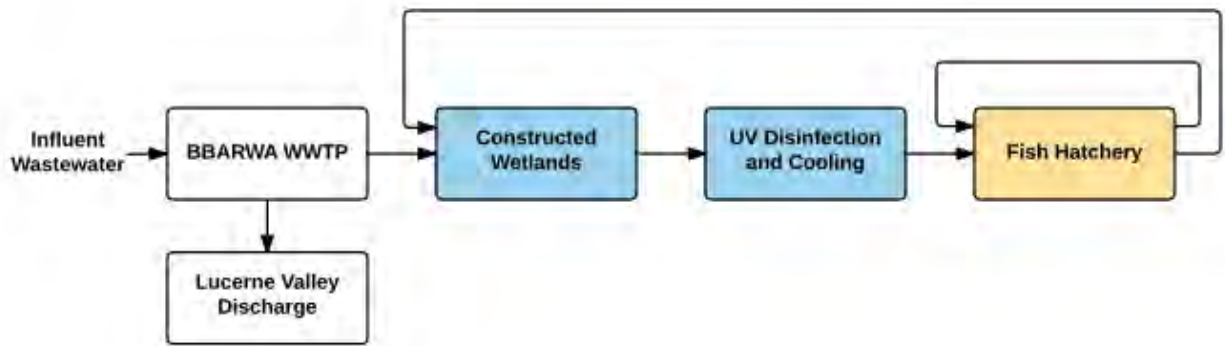 Influent
Wastewater
BBARWA WWTP
Constructed
Wetlands
UV Disinfection
and Cooling
Fish Hatchery
Lucerne Valley
Discharge